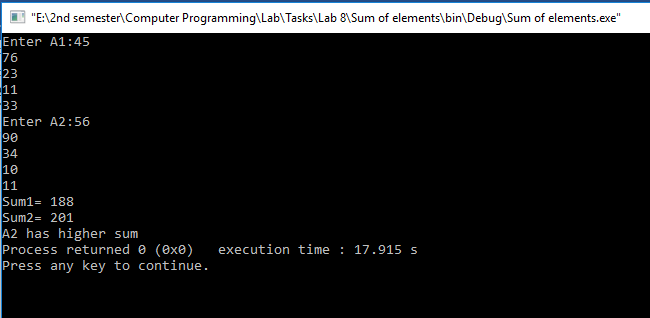 "E:\2nd semester\Computer Programming\Lab\Tasks\Lab 8\Sum of elements\bin\Debug\Sum of elements.exe"
Enter A1:45
76
23
11
33
Enter A2:56
90
34
10
11
Sum1= 188
Sum2= 201
A2 has higher sum
Process returned 0 (0x0)   execution time : 17.915 s
Press any key to continue.